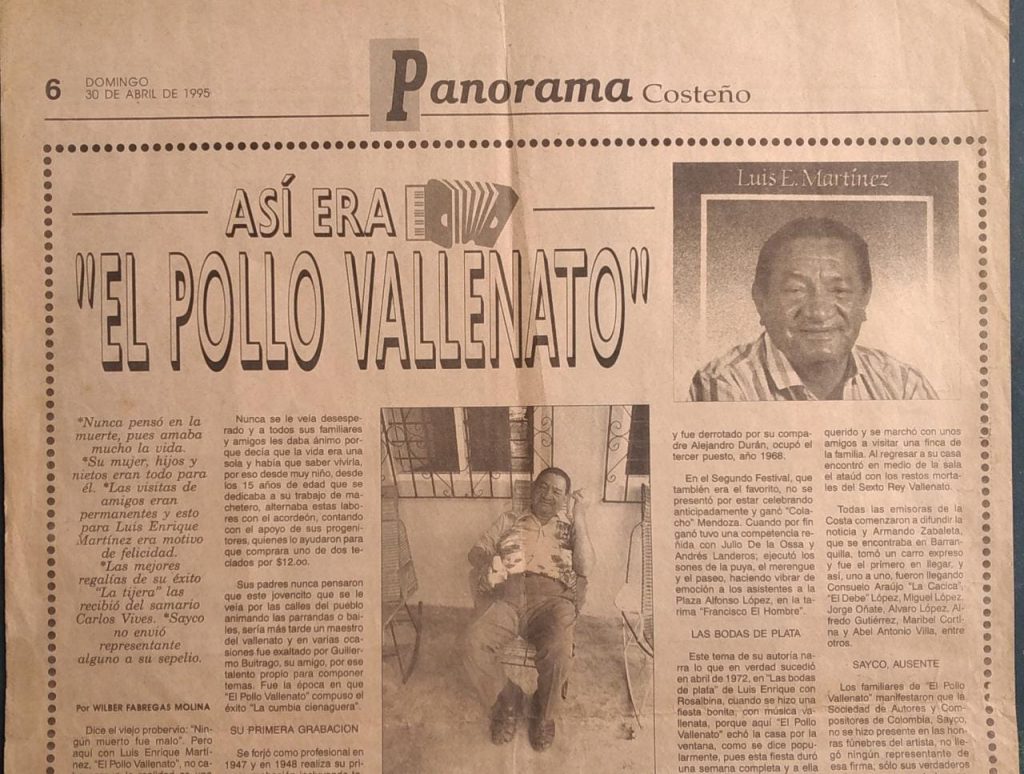 6
DOMINGO
30 DE ABRIL DE 1995
Panorama Costeño
ASÍ ERA
"EL POLLO VALLENATO"
Luis E. Martínez
*Nunca pensó en la
muerte, pues amaba
mucho la vida.
*Su mujer, hijos y
nietos eran todo para
él. *Las visitas de
amigos eran
permanentes y esto
para Luis Enrique
Martínez era motivo
de felicidad.
*Las mejores
regalías de su éxito
"La tijera" las
recibió del samario
Carlos Vives. *Sayco
no envió
representante
alguno a su sepelio.
Por WILBER FABREGAS MOLINA
Dice el viejo probervio: "Nin-
gún muerto fue malo". Pero
aquí con Luis Enrique Martí-
nez, "El Pollo Vallenato", no ca-
Nunca se le veía desespe-
rado y a todos sus familiares
y amigos les daba ánimo por-
que decía que la vida era una
sola y había que saber vivirla,
por eso desde muy niño, desde
los 15 años de edad que se
dedicaba a su trabajo de ma-
chetero, alternaba estas labo-
res con el acordeón, contando
con el apoyo de sus progeni-
tores, quienes lo ayudaron para
que comprara uno de dos te-
clados por $12.oo.
Sus padres nunca pensaron
que este jovencito que se le
veía por las calles del pueblo
animando las parrandas o bai-
les, sería más tarde un maestro
del vallenato y en varias oca-
siones fue exaltado por Guiller-
mo Buitrago, su amigo, por ese
talento propio para componer
temas. Fue la época en que
"El Pollo Vallenato" compuso el
éxito "La cumbia cienaguera".
SU PRIMERA GRABACION
Se forjó como profesional en
1947 y en 1948 realiza su pri-
y fue derrotado por su compa-
dre Alejandro Durán, ocupó el
tercer puesto, año 1968.
En el Segundo Festival, que
también era el favorito, no se
presentó por estar celebrando
anticipadamente y ganó "Cola-
cho" Mendoza. Cuando por fin
ganó tuvo una competencia re-
ñida con Julio De la Ossa y
Andrés Landeros; ejecutó los
sones de la puya, el merengue
y el paseo, haciendo vibrar de
emoción a los asistentes a la
Plaza Alfonso López, en la ta-
rima "Francisco El Hombre".
LAS BODAS DE PLATA
Este tema de su autoría na-
rra lo que en verdad sucedió
en abril de 1972, en "Las bodas
de plata" de Luis Enrique con
Rosalbina, cuando se hizo una
fiesta bonita, con música va-
llenata, porque aquí "El Pollo
Vallenato" echó la casa por la
ventana, como se dice popu-
larmente, pues esta fiesta duró
una semana completa y a ella
querido y se marchó con unos
amigos a visitar una finca de
la familia. Al regresar a su casa
encontró en medio de la sala
el ataúd con los restos morta-
les del Sexto Rey Vallenato.
Todas las emisoras de la
Costa comenzaron a difundir la
noticia y Armando Zabaleta,
que se encontraba en Barran-
quilla, tomó un carro expreso
y fue el primero en llegar, y
así, uno a uno, fueron llegando
Consuelo Araújo "La Cacica",
"El Debe" López, Miguel López,
Jorge Oñate, Alvaro López, Al-
fredo Gutiérrez, Maribel Corti-
na y Abel Antonio Villa, entre
otros.
SAYCO, AUSENTE
Los familiares de "El Pollo
Vallenato" manifestaron que la
Sociedad de Autores y Com-
positores de Colombia, Sayco,
no se hizo presente en las hon-
ras fúnebres del artista, no lle-
gó ningún representante de
esa firma; sólo sus verdaderos